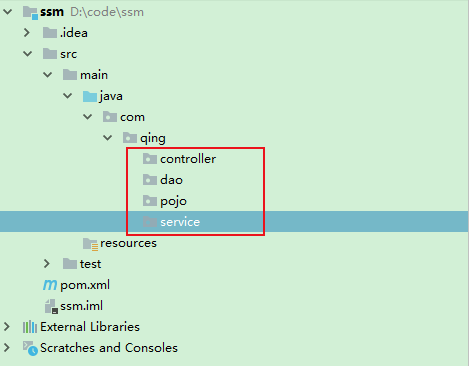 ssm D:\code\ssm
.idea
src
main
java
com
qing
controller
dao
pojo
service
resources
test
pom.xml
ssm.iml
External Libraries
Scratches and Consoles